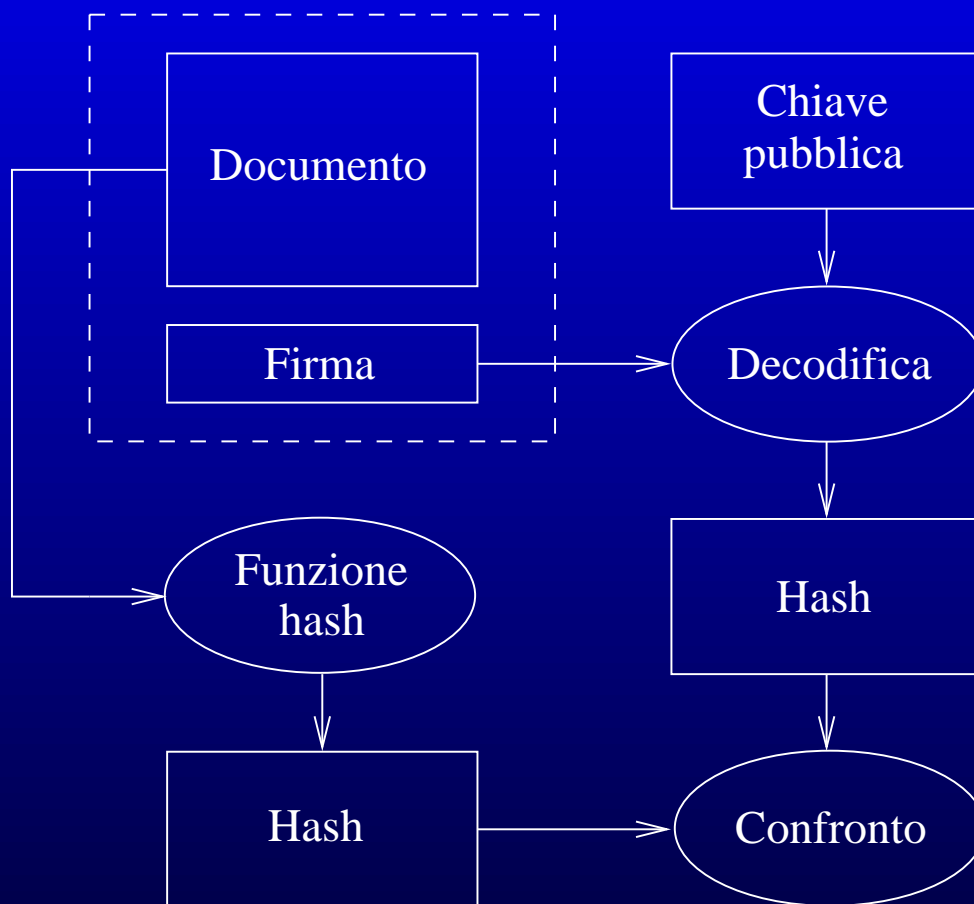 Documento
Chiave
pubblica
Firma
Decodifica
Funzione
hash
Hash
Hash
Confronto